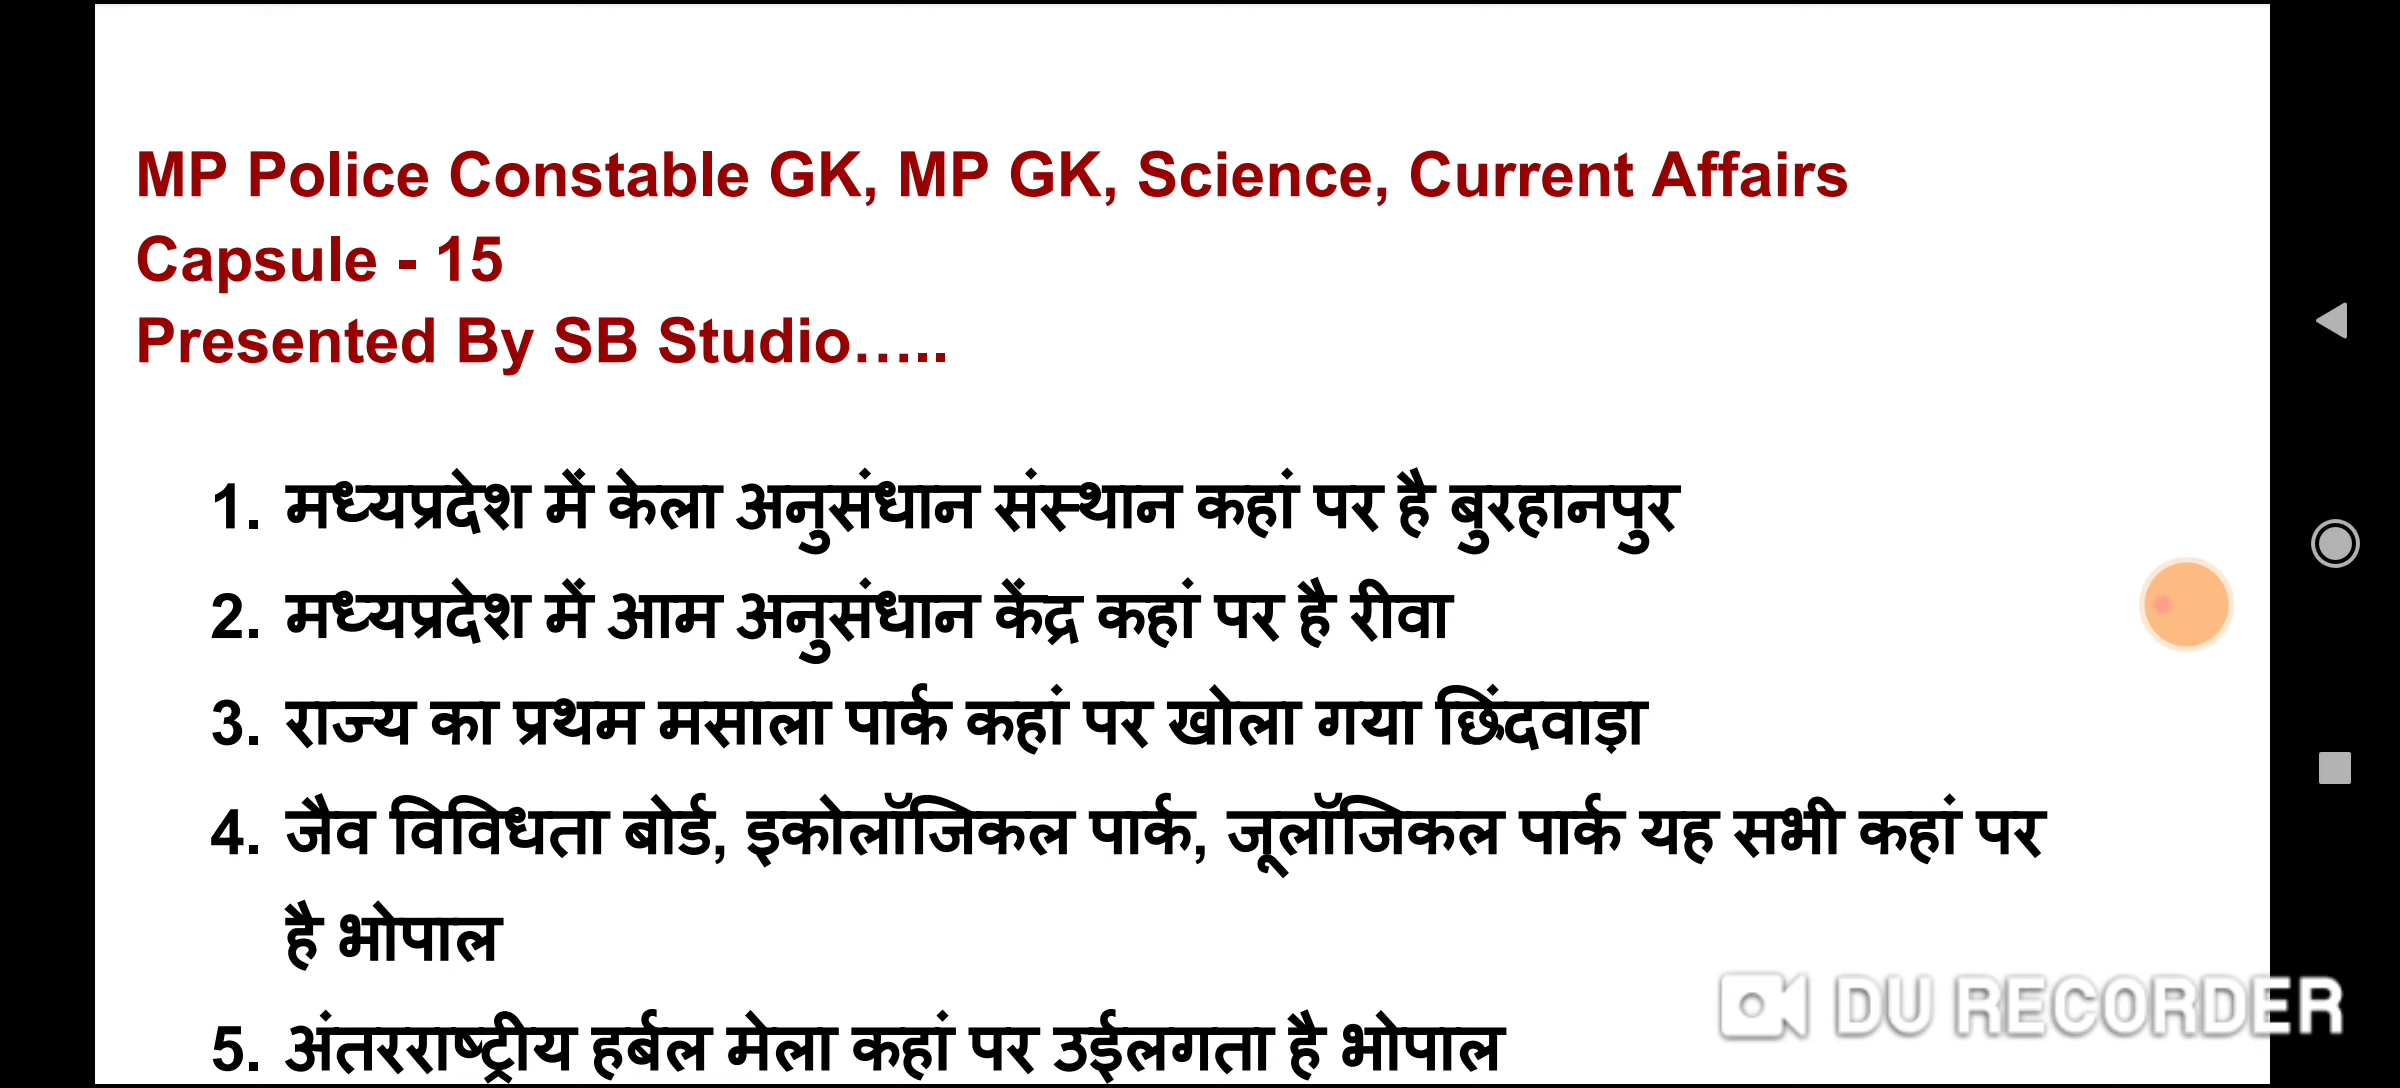 MP Police Constable GK, MP GK, Science, Current Affairs
Capsule - 15
Presented By SB Studio…..
1. मध्यप्रदेश में केला अनुसंधान संस्थान कहां पर है बुरहानपुर
2. मध्यप्रदेश में आम अनुसंधान केंद्र कहां पर है रीवा
3. राज्य का प्रथम मसाला पार्क कहां पर खोला गया छिंदवाड़ा
4. जैव विविधता बोर्ड, इकोलॉजिकल पार्क, जूलॉजिकल पार्क यह सभी कहां पर
है भोपाल
5. अंतरराष्ट्रीय हर्बल मेला कहां पर उईलगता है भोपाल
DU RECORDER